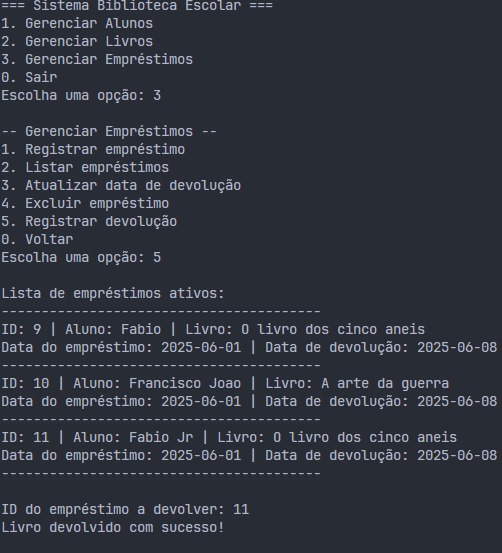 === Sistema Biblioteca Escolar ===
1. Gerenciar Alunos
2. Gerenciar Livros
3. Gerenciar Empréstimos
0. Sair
Escolha uma opção: 3
-- Gerenciar Empréstimos --
1. Registrar empréstimo
2. Listar empréstimos
3. Atualizar data de devolução
4. Excluir empréstimo
5. Registrar devolução
0. Voltar
Escolha uma opção: 5
Lista de empréstimos ativos:
----------------------------------------
ID: 9 | Aluno: Fabio | Livro: O livro dos cinco aneis
Data do empréstimo: 2025-06-01 | Data de devolução: 2025-06-08
----------------------------------------
ID: 10 | Aluno: Francisco Joao | Livro: A arte da guerra
Data do empréstimo: 2025-06-01 | Data de devolução: 2025-06-08
----------------------------------------
ID: 11 | Aluno: Fabio Jr | Livro: O livro dos cinco aneis
Data do empréstimo: 2025-06-01 | Data de devolução: 2025-06-08
----------------------------------------
ID do empréstimo a devolver: 11
Livro devolvido com sucesso!